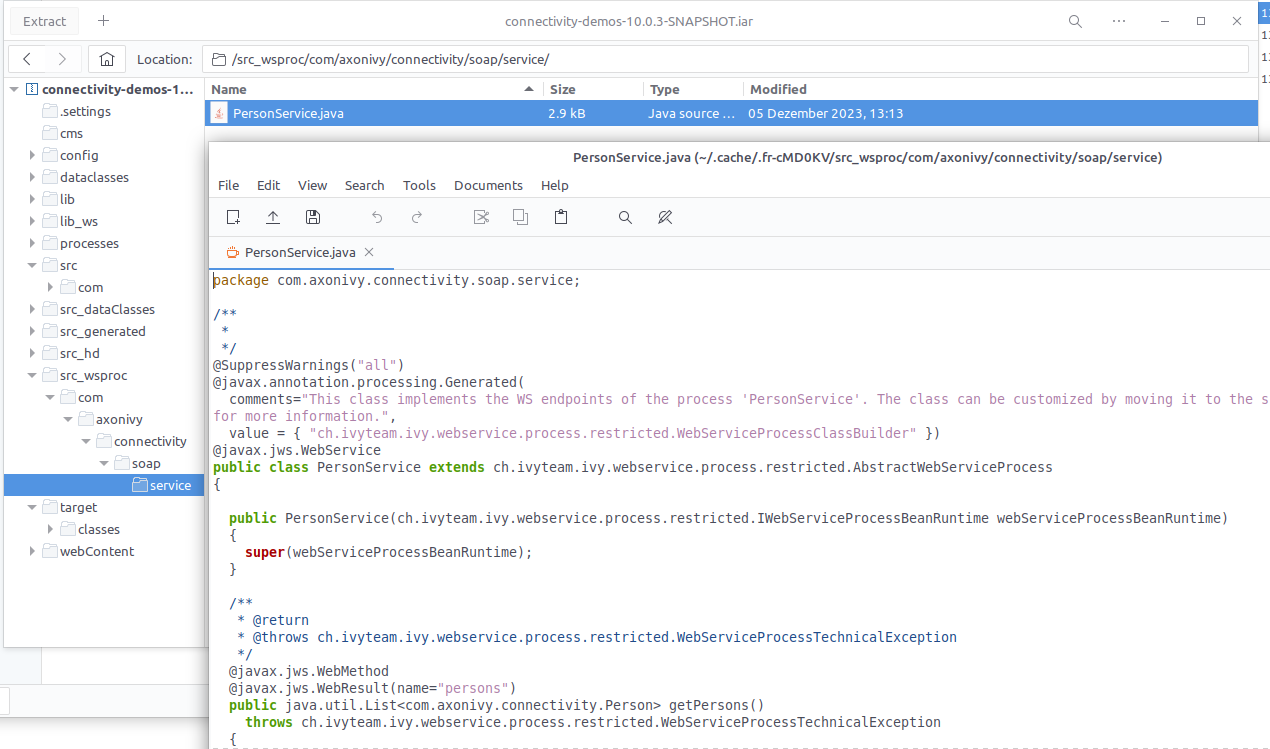 Extract
connectivity-demos-10.0.3-SNAPSHOT.iar
Location:
/src_wsproc/com/axonivy/connectivity/soap/service/
connectivity-demos-1...
.settings
cms
config
dataclasses
lib
lib_ws
processes
src
com
src_dataClasses
src_generated
src_hd
src_wsproc
com
axonivy
connectivity
soap
service
target
classes
webContent
Name Size Type Modified
PersonService.java 2.9 kB Java source ... 05 Dezember 2023, 13:13
PersonService.java (~/.cache/.fr-cMD0KV/src_wsproc/com/axonivy/connectivity/soap/service)
File Edit View Search Tools Documents Help
PersonService.java
package com.axonivy.connectivity.soap.service;
/**
*
*/
@SuppressWarnings("all")
@javax.annotation.processing.Generated(
comments="This class implements the WS endpoints of the process 'PersonService'. The class can be customized by moving it to the s
for more information.",
value = { "ch.ivyteam.ivy.webservice.process.restricted.WebServiceProcessClassBuilder" })
@javax.jws.WebService
public class PersonService extends ch.ivyteam.ivy.webservice.process.restricted.AbstractWebServiceProcess
{
public PersonService(ch.ivyteam.ivy.webservice.process.restricted.IWebServiceProcessBeanRuntime webServiceProcessBeanRuntime)
{
super(webServiceProcessBeanRuntime);
}
/**
* @return
* @throws ch.ivyteam.ivy.webservice.process.restricted.WebServiceProcessTechnicalException
*/
@javax.jws.WebMethod
@javax.jws.WebResult(name="persons")
public java.util.List<com.axonivy.connectivity.Person> getPersons()
throws ch.ivyteam.ivy.webservice.process.restricted.WebServiceProcessTechnicalException
{